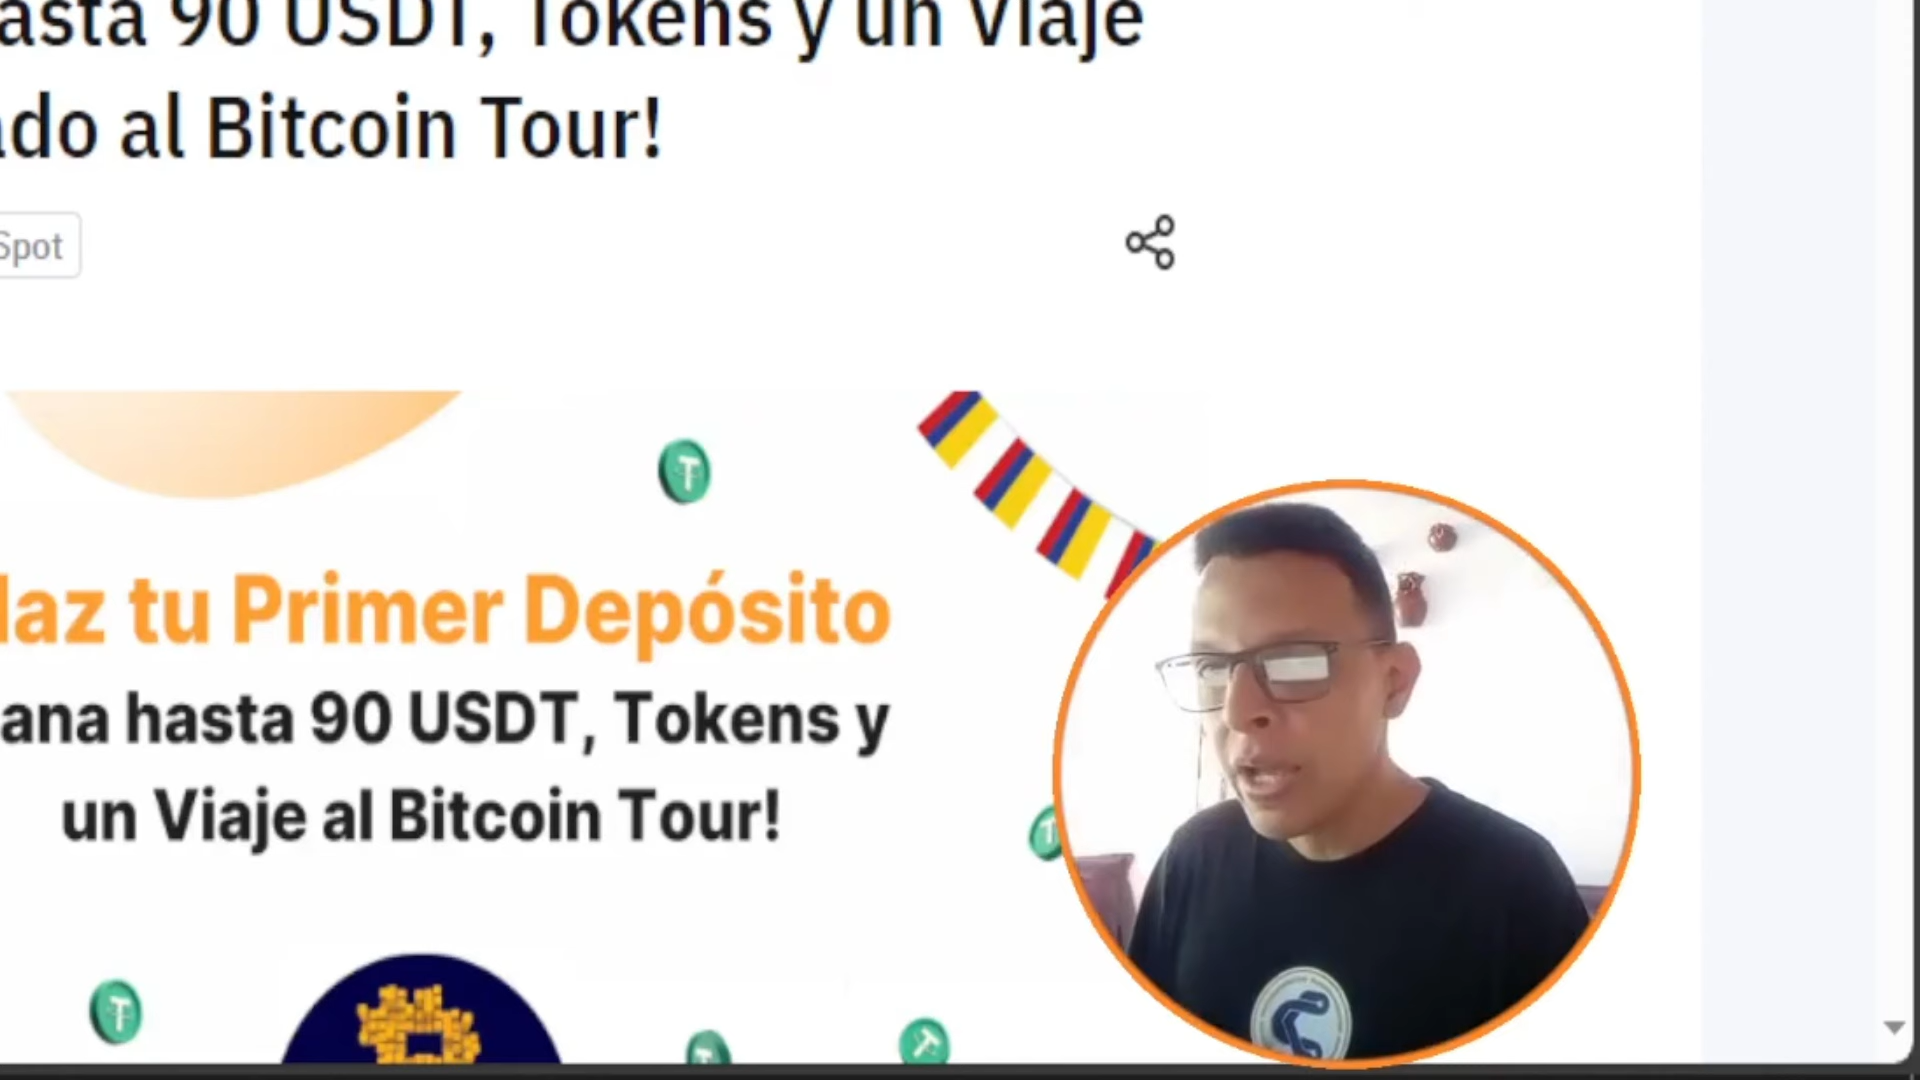 asta 90 USDT, Tokens y un Viaje
ado al Bitcoin Tour!
Spot
Haz tu Primer Depósito
ana hasta 90 USDT, Tokens y
un Viaje al Bitcoin Tour!